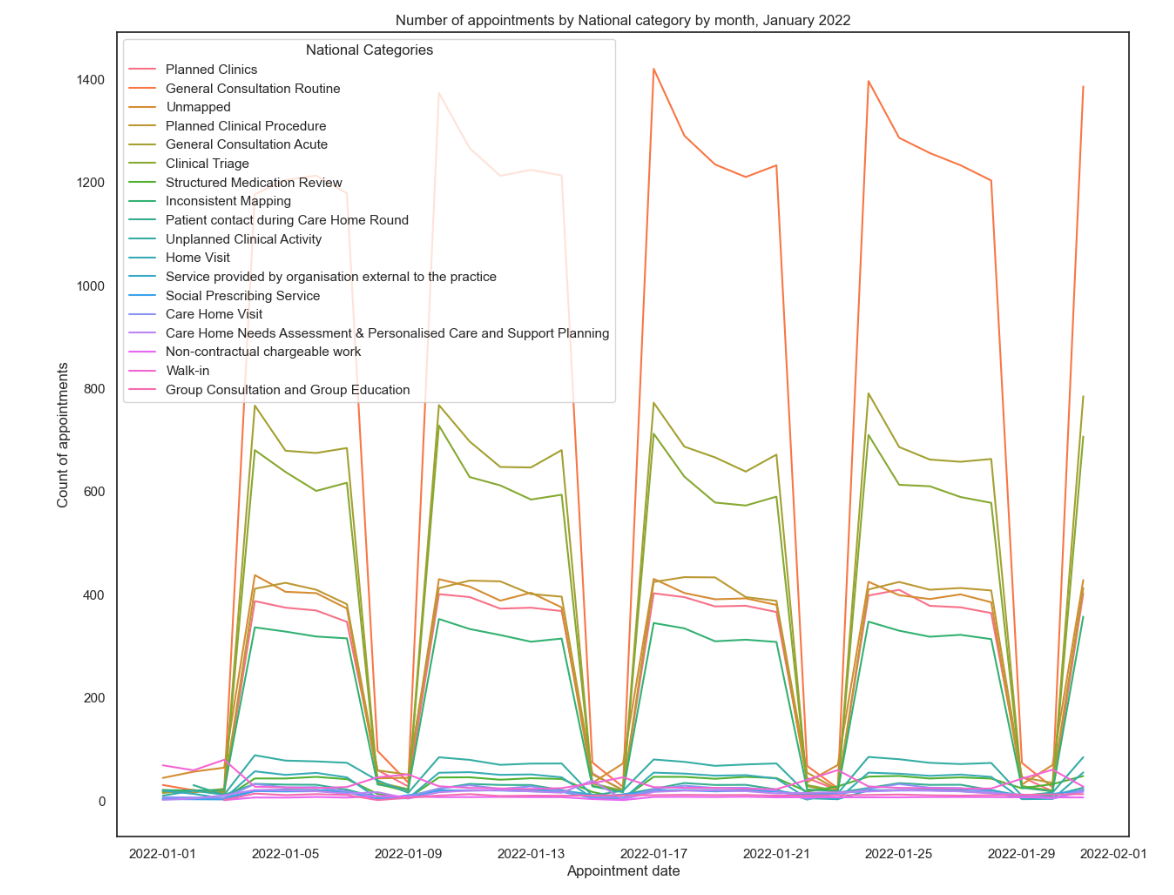 Number of appointments by National category by month, January 2022
National Categories
Planned Clinics
General Consultation Routine
Unmapped
Planned Clinical Procedure
General Consultation Acute
Clinical Triage
Structured Medication Review
Inconsistent Mapping
Patient contact during Care Home Round
Unplanned Clinical Activity
Home Visit
Service provided by organisation external to the practice
Social Prescribing Service
Care Home Visit
Care Home Needs Assessment & Personalised Care and Support Planning
Non-contractual chargeable work
Walk-in
Group Consultation and Group Education
Count of appointments
1400
1200
1000
800
600
400
200
0
2022-01-01 2022-01-05 2022-01-09 2022-01-13 2022-01-17 2022-01-21 2022-01-25 2022-01-29 2022-02-01
Appointment date